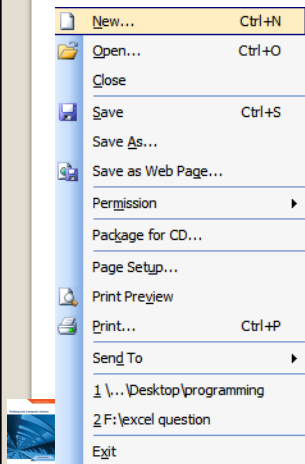 New... Ctrl+N
Open... Ctrl+O
Close
Save Ctrl+S
Save As...
Save as Web Page...
Permission
Package for CD...
Page Setup...
Print Preview
Print... Ctrl+P
Send To
1 \...\Desktop\programming
2 F:\excel question
Exit